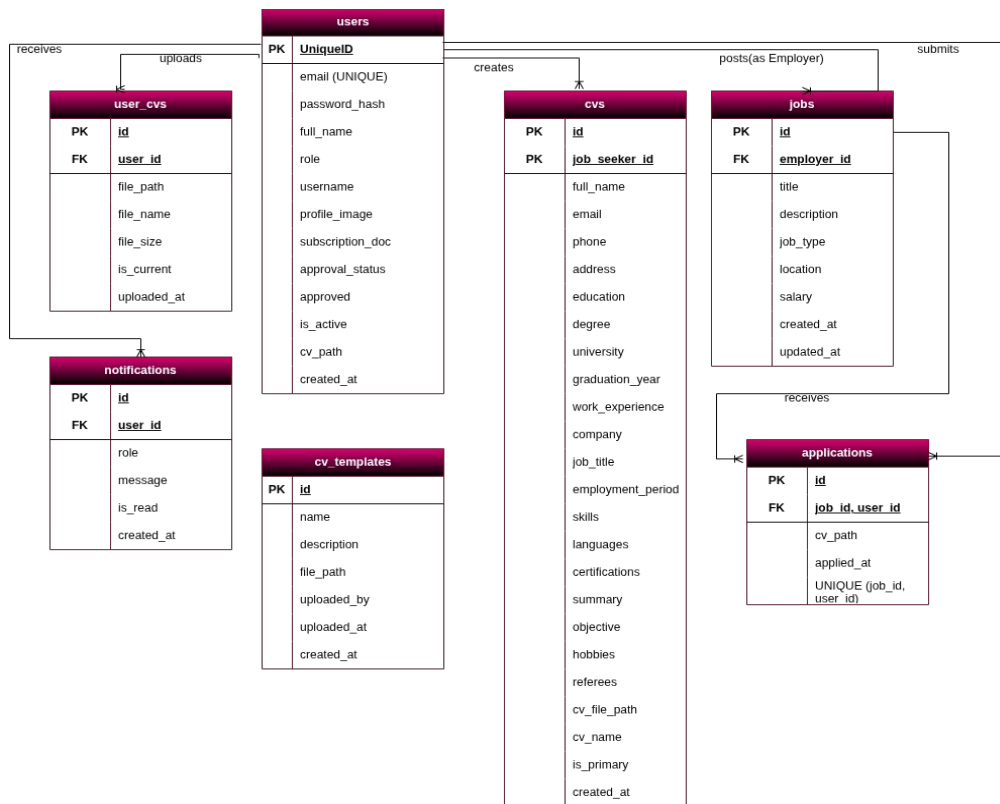 users
PK UniqueID
email (UNIQUE)
password_hash
full_name
role
username
profile_image
subscription_doc
approval_status
approved
is_active
cv_path
created_at
receives
uploads
creates
posts(as Employer)
submits
user_cvs
PK id
FK user_id
file_path
file_name
file_size
is_current
uploaded_at
notifications
PK id
FK user_id
role
message
is_read
created_at
cv_templates
PK id
name
description
file_path
uploaded_by
uploaded_at
created_at
cvs
PK id
PK job_seeker_id
full_name
email
phone
address
education
degree
university
graduation_year
work_experience
company
job_title
employment_period
skills
languages
certifications
summary
objective
hobbies
referees
cv_file_path
cv_name
is_primary
created_at
jobs
PK id
FK employer_id
title
description
job_type
location
salary
created_at
updated_at
receives
applications
PK id
FK job_id, user_id
cv_path
applied_at
UNIQUE (job_id,
user_id)